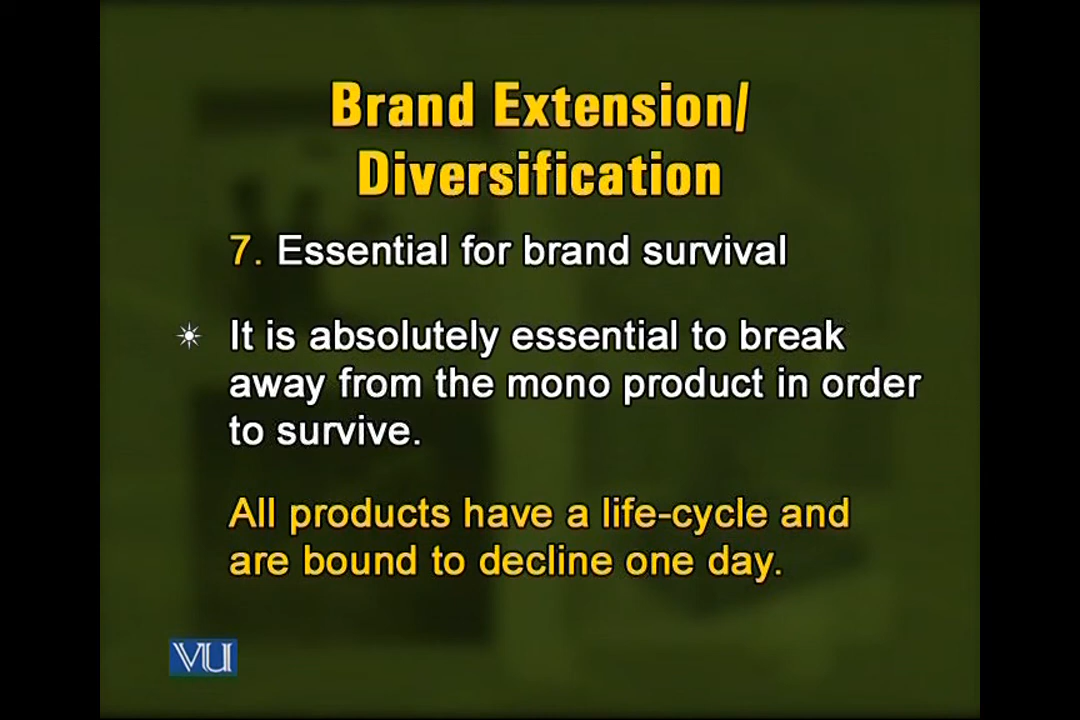 Brand Extension/
Diversification
7. Essential for brand survival
It is absolutely essential to break
away from the mono product in order
to survive.
All products have a life-cycle and
are bound to decline one day.
VU